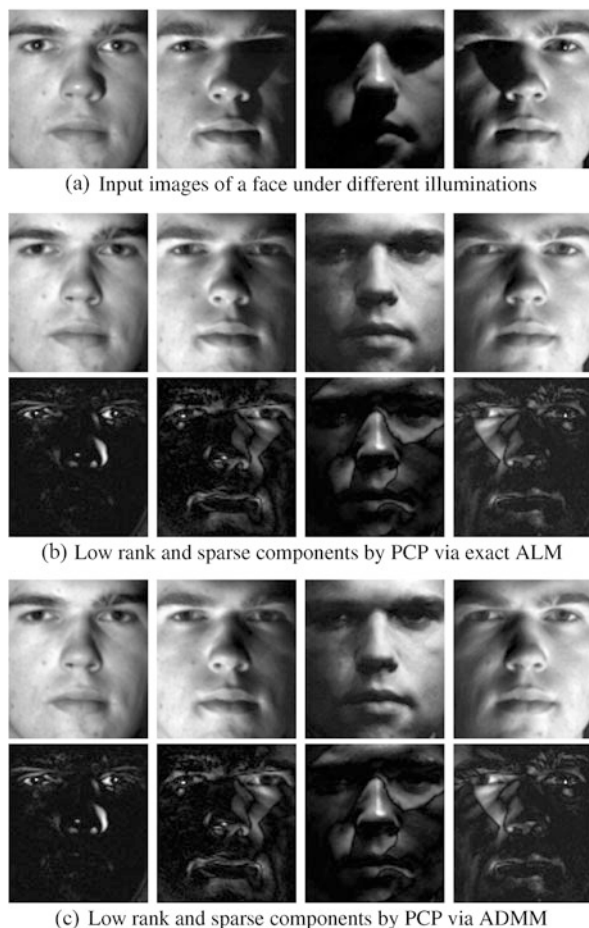 (a) Input images of a face under different illuminations
(b) Low rank and sparse components by PCP via exact ALM
(c) Low rank and sparse components by PCP via ADMM